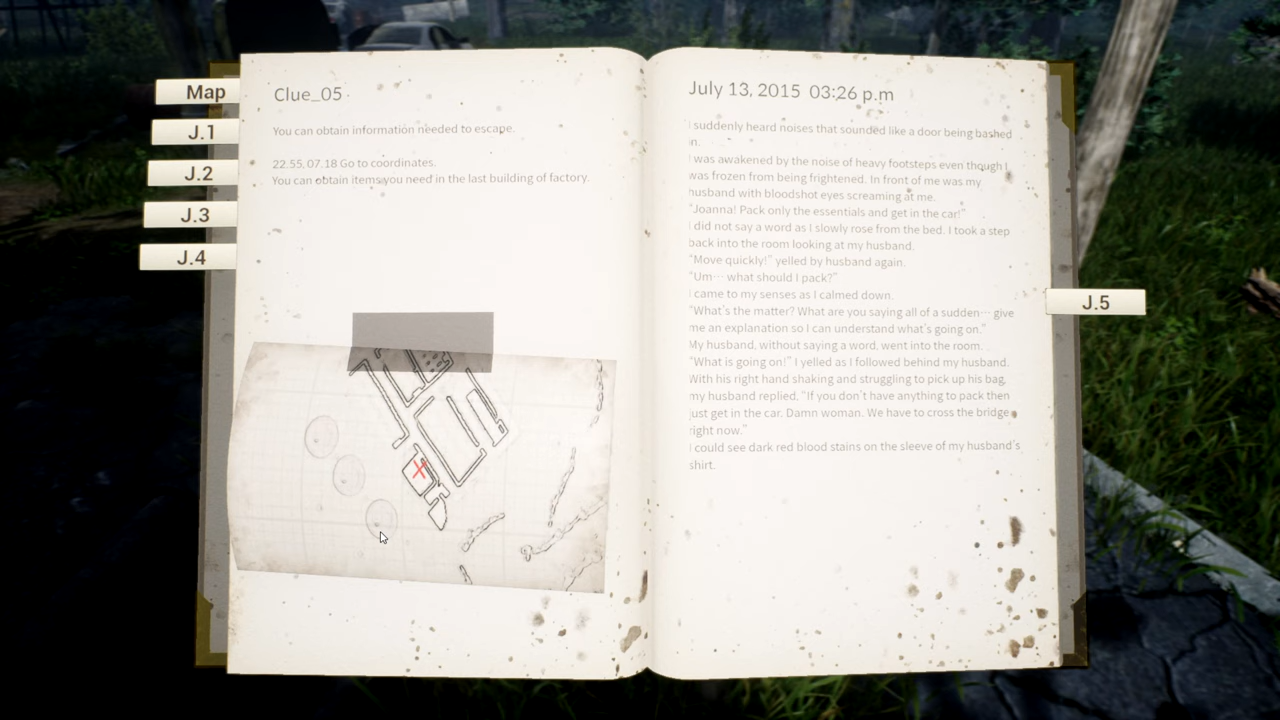 Map
J.1
J.2
J.3
J.4
Clue_05
You can obtain information needed to escape.
22.55. 07.18 Go to coordinates.
You can obtain items you need in the last building of factory.
July 13, 2015 03:26 p.m
I suddenly heard noises that sounded like a door being bashed
in.
I was awakened by the noise of heavy footsteps even though I
was frozen from being frightened. In front of me was my
husband with bloodshot eyes screaming at me.
"Joanna! Pack only the essentials and get in the car!"
I did not say a word as I slowly rose from the bed. I took a step
back into the room looking at my husband.
"Move quickly!" yelled by husband again.
"Um··· what should I pack?"
I came to my senses as I calmed down.
"What's the matter? What are you saying all of a sudden··· give
me an explanation so I can understand what's going on."
My husband, without saying a word, went into the room.
"What is going on!" I yelled as I followed behind my husband.
With his right hand shaking and struggling to pick up his bag,
my husband replied, "If you don't have anything to pack then
just get in the car. Damn woman. We have to cross the bridge
right now."
I could see dark red blood stains on the sleeve of my husband's
shirt.
J.5